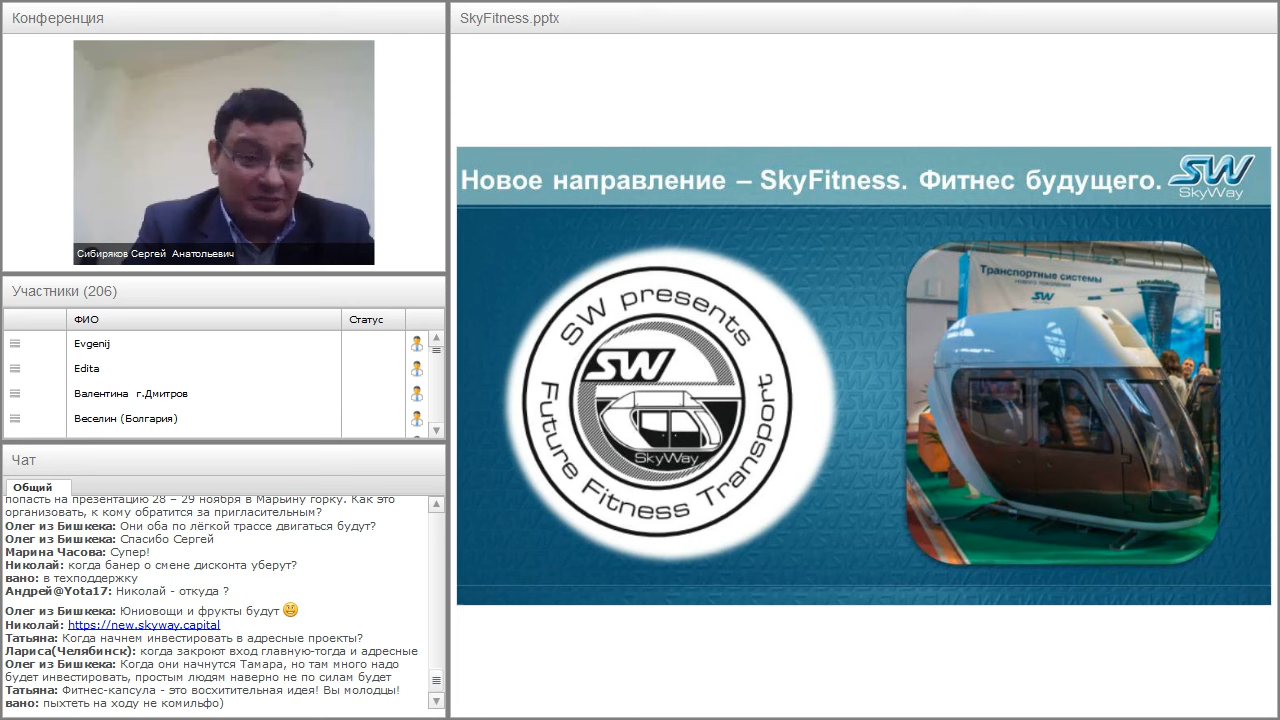 Конференция
SkyFitness.pptx
Сибиряков Сергей Анатольевич
Участники (206)
ФИО
Статус
Evgenij
Edita
Валентина г.Дмитров
Веселин (Болгария)
Чат
Общий
попасть на презентацию 28 – 29 ноября в Марьину горку. Как это
организовать, к кому обратится за пригласительным?
Олег из Бишкека: Они оба по лёгкой трассе двигаться будут?
Олег из Бишкека: Спасибо Сергей
Марина Часова: Супер!
Николай: когда банер о смене дисконта уберут?
вано: в техподдержку
Андрей@Yota17: Николай - откуда ?
Олег из Бишкека: Юниовощи и фрукты будут
Николай: https://new.skyway.capital
Татьяна: Когда начнем инвестировать в адресные проекты?
Лариса(Челябинск): когда закроют вход главную-тогда и адресные
Олег из Бишкека: Когда они начнутся Тамара, но там много надо
будет инвестировать, простым людям наверно не по силам будет
Татьяна: Фитнес-капсула - это восхитительная идея! Вы молодцы!
вано: пыхтеть на ходу не комильфо)
Новое направление – SkyFitness. Фитнес будущего.
SW
SkyWay
SW presents
SW
SkyWay
Future Fitness Transport
Транспортные системы
нового поколения
SW